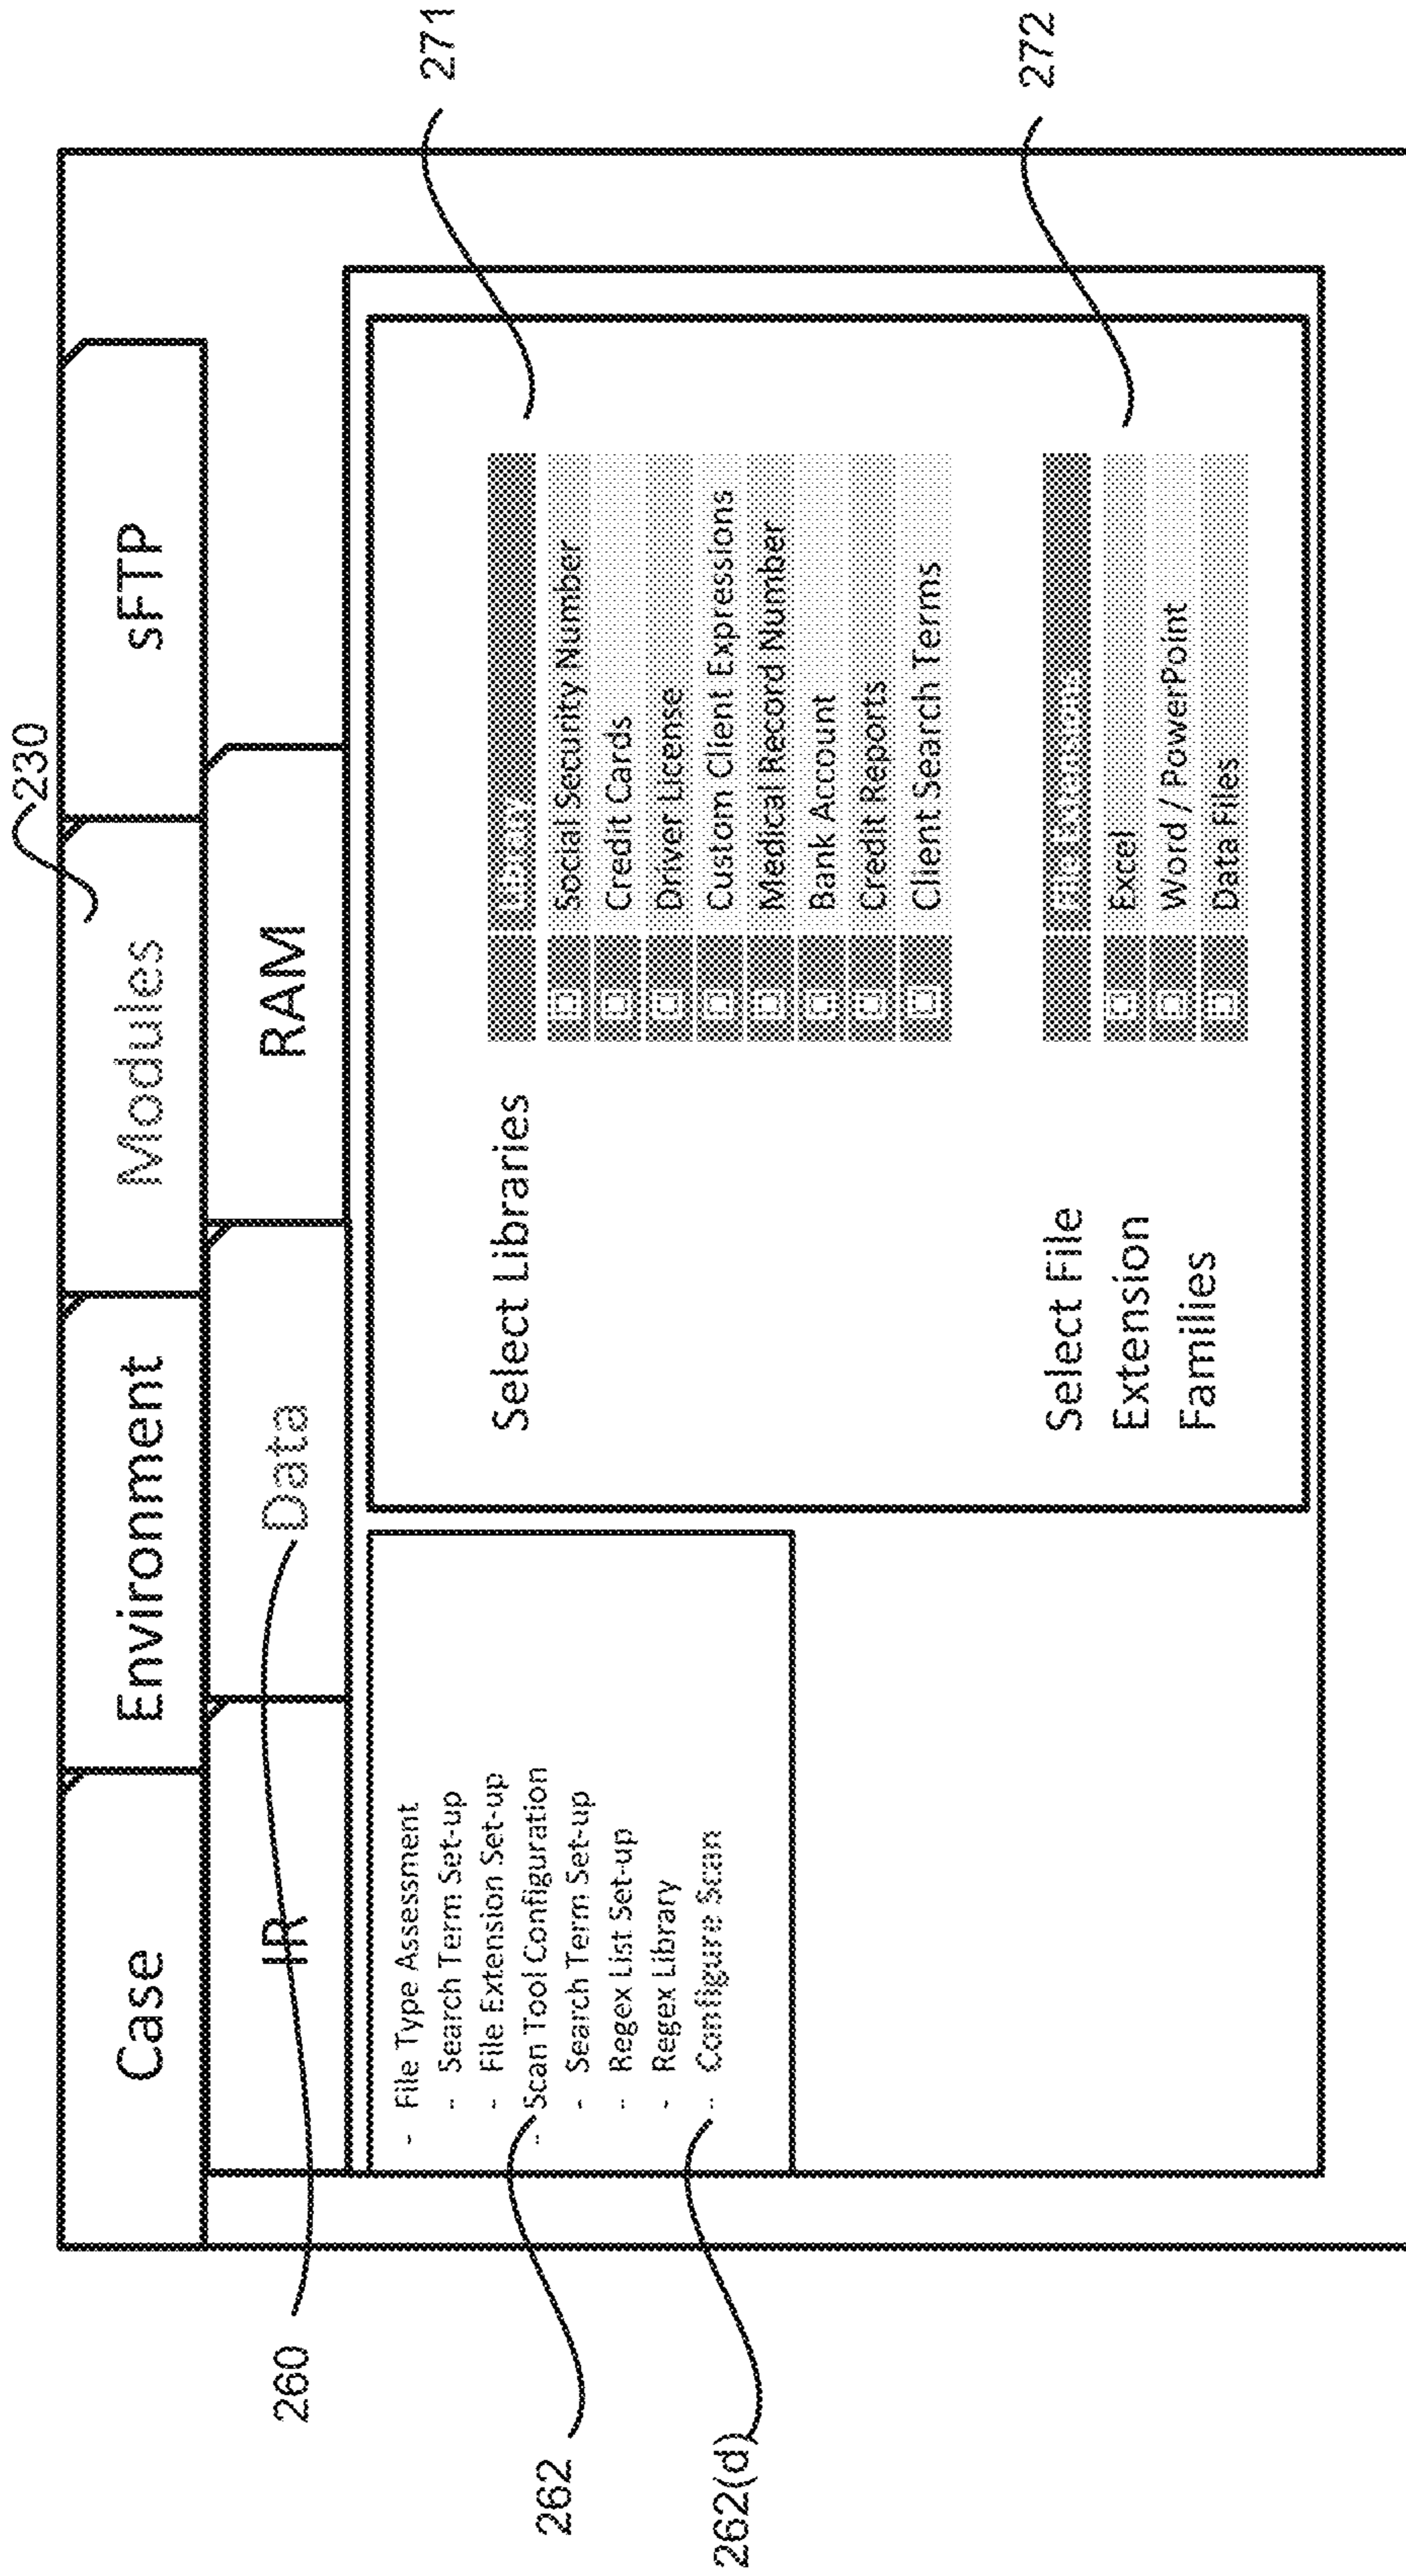 230
Case Environment Modules sFTP
IR Data RAM
260
- File Type Assessment
- Search Term Set-up
- File Extension Set-up
- Scan Tool Configuration
- Search Term Set-up
- Regex List Set-up
- Regex Library
- Configure Scan
262
262(d)
Select Libraries
Library
Social Security Number
Credit Cards
Driver License
Custom Client Expressions
Medical Record Number
Bank Account
Credit Reports
Client Search Terms
271
Select File
Extension
Families
File Extensions
Excel
Word / PowerPoint
Data Files
272